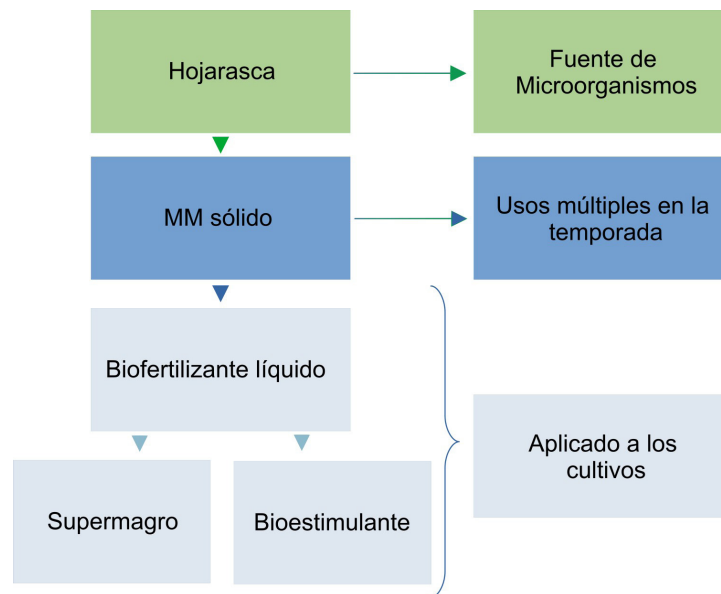 Hojarasca
Fuente de
Microorganismos
MM sólido
Usos múltiples en la
temporada
Biofertilizante líquido
Aplicado a los
cultivos
Supermagro
Bioestimulante